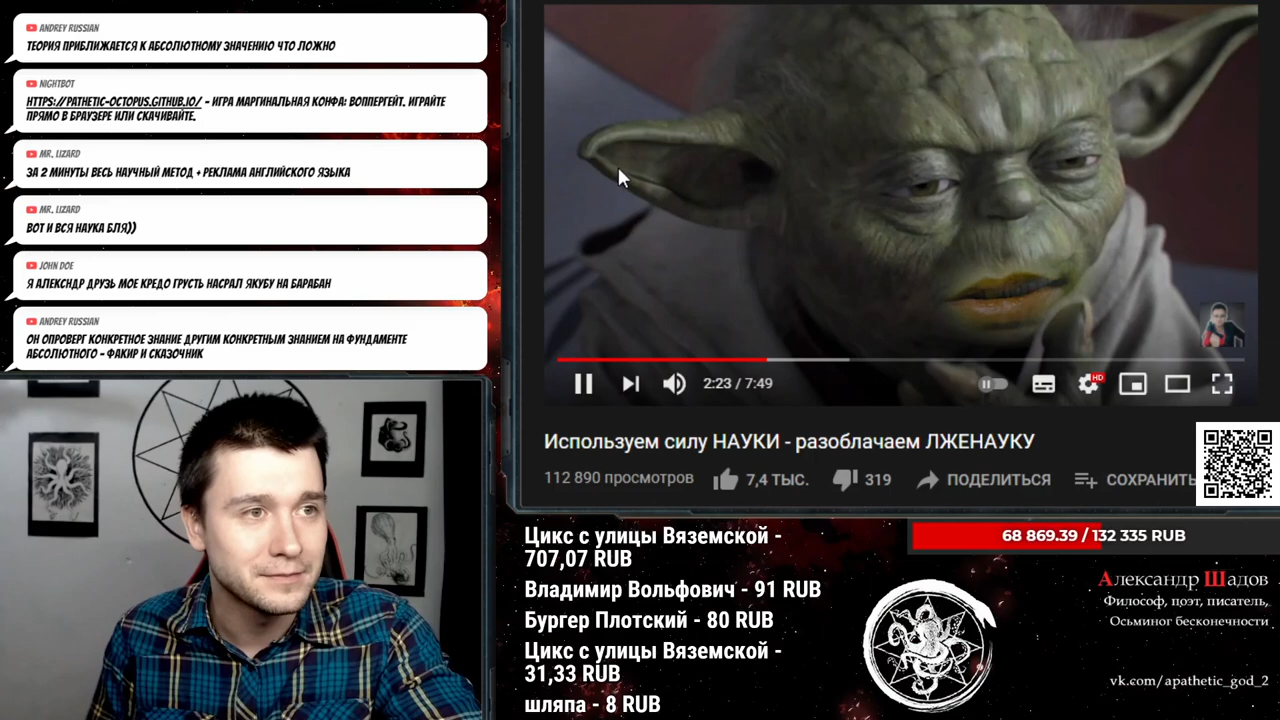 ANDREY RUSSIAN
ТЕОРИЯ ПРИБЛИЖАЕТСЯ К АБСОЛЮТНОМУ ЗНАЧЕНИЮ ЧТО ЛОЖНО
NIGHTBOT
HTTPS://PATHETIC-OCTOPUS.GITHUB.IO/ - ИГРА МАРГИНАЛЬНАЯ КОНФА: ВОППЕРГЕЙТ. ИГРАЙТЕ
ПРЯМО В БРАУЗЕРЕ ИЛИ СКАЧИВАЙТЕ.
MR. LIZARD
ЗА 2 МИНУТЫ ВЕСЬ НАУЧНЫЙ МЕТОД + РЕКЛАМА АНГЛИЙСКОГО ЯЗЫКА
MR. LIZARD
ВОТ И ВСЯ НАУКА БЛЯ))
JOHN DOE
Я АЛЕКСНДР ДРУЗЬ МОЕ КРЕДО ГРУСТЬ НАСРАЛ ЯКУБУ НА БАРАБАН
ANDREY RUSSIAN
ОН ОПРОВЕРГ КОНКРЕТНОЕ ЗНАНИЕ ДРУГИМ КОНКРЕТНЫМ ЗНАНИЕМ НА ФУНДАМЕНТЕ
АБСОЛЮТНОГО - ФАКИР И СКАЗОЧНИК
2:23 / 7:49
HD
Используем силу НАУКИ - разоблачаем ЛЖЕНАУКУ
112 890 просмотров 7,4 ТЫС. 319 ПОДЕЛИТЬСЯ СОХРАНИТЬ
Цикс с улицы Вяземской -
707,07 RUB
Владимир Вольфович - 91 RUB
Бургер Плотский - 80 RUB
Цикс с улицы Вяземской -
31,33 RUB
шляпа - 8 RUB
68 869.39 / 132 335 RUB
Александр Шадов
Философ, поэт, писатель,
Осьминог бесконечности
vk.com/apathetic_god_2